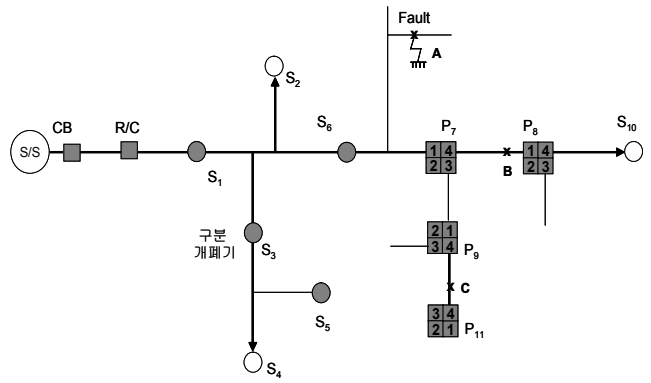 Fault
A
S2
CB
R/C
S6
P7
P8
S10
S/S
1 4
2 3
1 4
2 3
S1
B
구분
개폐기
S3
2 1
3 4
P9
C
S5
3 4
2 1
P11
S4